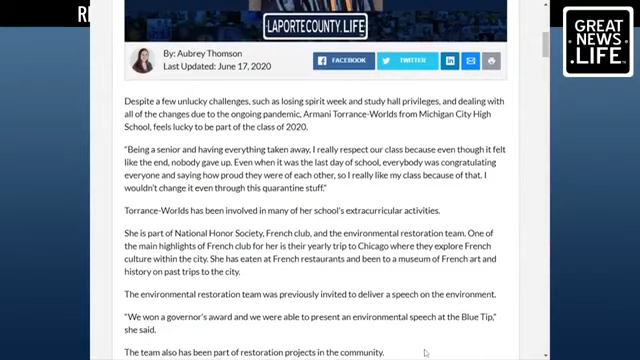 RE
LAPORTECOUNTY.LIFE
GREAT
NEWS
.LIFE
By: Aubrey Thomson
Last Updated: June 17, 2020
FACEBOOK
TWITTER
in
Despite a few unlucky challenges, such as losing spirit week and study hall privileges, and dealing with
all of the changes due to the ongoing pandemic, Armani Torrance-Worlds from Michigan City High
School, feels lucky to be part of the class of 2020.
“Being a senior and having everything taken away, I really respect our class because even though it felt
like the end, nobody gave up. Even when it was the last day of school, everybody was congratulating
everyone and saying how proud they were of each other, so I really like my class because of that. I
wouldn’t change it even through this quarantine stuff.”
Torrance-Worlds has been involved in many of her school’s extracurricular activities.
She is part of National Honor Society, French club, and the environmental restoration team. One of
the main highlights of French club for her is their yearly trip to Chicago where they explore French
culture within the city. She has eaten at French restaurants and been to a museum of French art and
history on past trips to the city.
The environmental restoration team was previously invited to deliver a speech on the environment.
“We won a governor’s award and we were able to present an environmental speech at the Blue Tip,”
she said.
The team also has been part of restoration projects in the community.